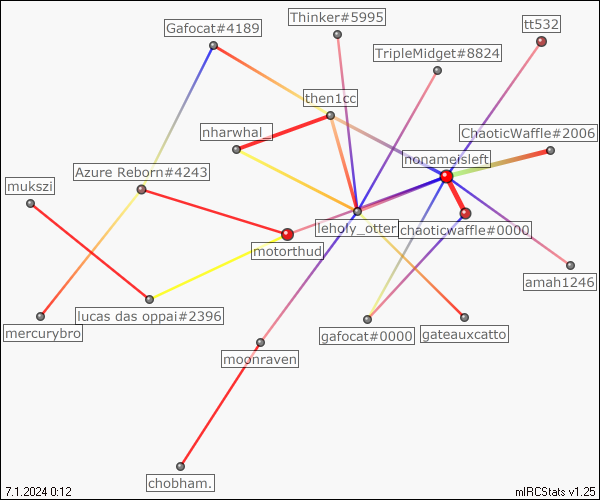 Thinker#5995
tt532
Gafocat#4189
TripleMidget#8824
then1cc
nharwhal_
ChaoticWaffle#2006
nonameisleft
Azure Reborn#4243
mukszi
leholy_otter
chaoticwaffle#0000
motorthud
amah1246
lucas das oppai#2396
mercurybro
gafocat#0000
gateauxcatto
moonraven
chobham.
7.1.2024 0:12
mIRCStats v1.25